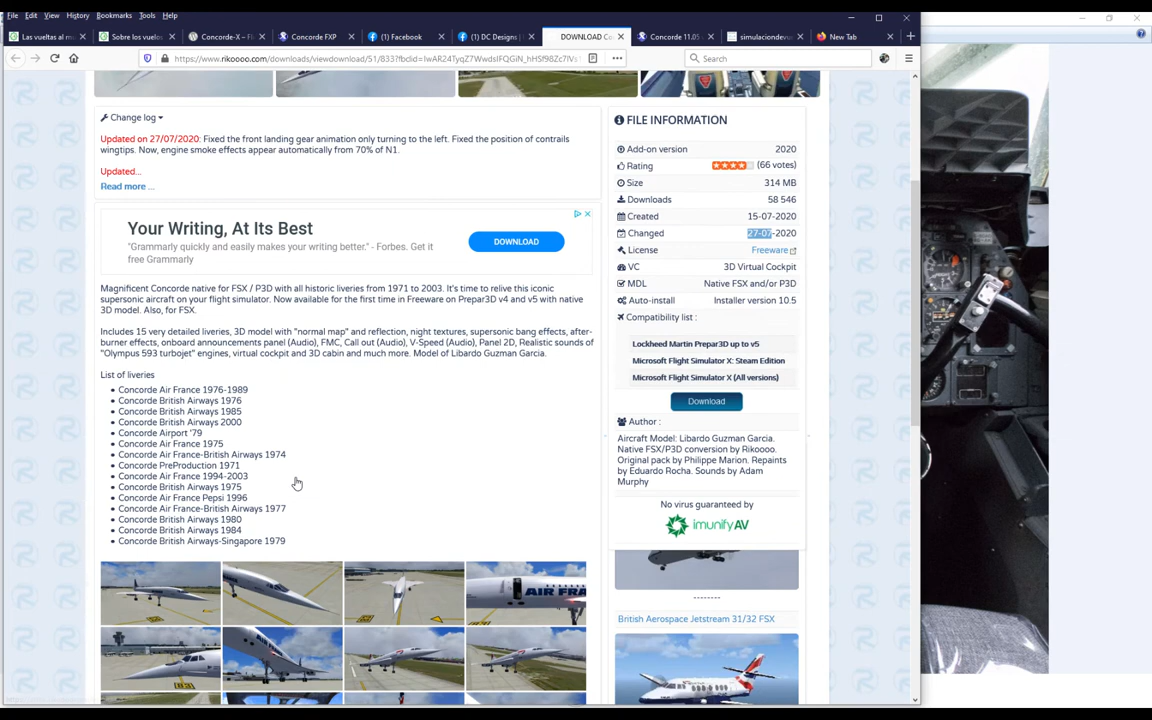 File Edit View History Bookmarks Tools Help
Las vueltas al m
Sobre los vuelos
Concorde-X – Fl
Concorde FXP
(1) Facebook
(1) DC Designs |
DOWNLOAD Co
Concorde 11.05
simulaciondevu
New Tab
https://www.rikoooo.com/downloads/viewdownload/51/833?fbclid=
Search
Change log
Updated on 27/07/2020: Fixed the front landing gear animation only turning to the left. Fixed the position of contrails
wingtips. Now, engine smoke effects appear automatically from 70% of N1.
Updated...
Read more ...
Your Writing, At Its Best
"Grammarly quickly and easily makes your writing better." - Forbes. Get it
free Grammarly
DOWNLOAD
Magnificent Concorde native for FSX / P3D with all historic liveries from 1971 to 2003. It's time to relive this iconic
supersonic aircraft on your flight simulator. Now available for the first time in Freeware on Prepar3D v4 and v5 with native
3D model. Also, for FSX.
Includes 15 very detailed liveries, 3D model with "normal map" and reflection, night textures, supersonic bang effects, after-
burner effects, onboard announcements panel (Audio), FMC, Call out (Audio), V-Speed (Audio), Panel 2D, Realistic sounds of
"Olympus 593 turbojet" engines, virtual cockpit and 3D cabin and much more. Model of Libardo Guzman Garcia.
List of liveries
Concorde Air France 1976-1989
Concorde British Airways 1976
Concorde British Airways 1985
Concorde British Airways 2000
Concorde Airport '79
Concorde Air France 1975
Concorde Air France-British Airways 1974
Concorde PreProduction 1971
Concorde Air France 1994-2003
Concorde British Airways 1975
Concorde Air France Pepsi 1996
Concorde Air France-British Airways 1977
Concorde British Airways 1980
Concorde British Airways 1984
Concorde British Airways-Singapore 1979
AIR FRA
FILE INFORMATION
Add-on version 2020
Rating (66 votes)
Size 314 MB
Downloads 58 546
Created 15-07-2020
Changed 27-07-2020
License Freeware
VC 3D Virtual Cockpit
MDL Native FSX and/or P3D
Auto-install Installer version 10.5
Compatibility list :
Lockheed Martin Prepar3D up to v5
Microsoft Flight Simulator X: Steam Edition
Microsoft Flight Simulator X (All versions)
Download
Author :
Aircraft Model: Libardo Guzman Garcia.
Native FSX/P3D conversion by Rikoooo.
Original pack by Philippe Marion. Repaints
by Eduardo Rocha. Sounds by Adam
Murphy
No virus guaranteed by
imunifyAV
--------
British Aerospace Jetstream 31/32 FSX